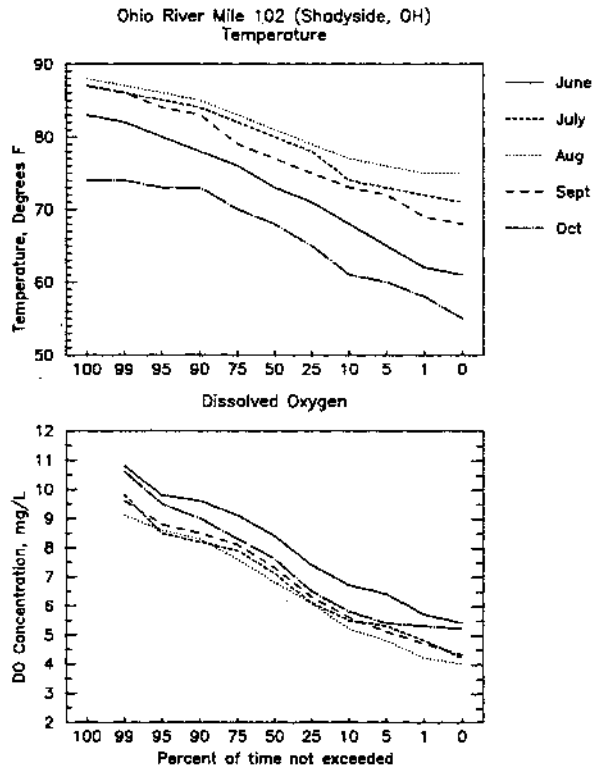 Ohio River Mile 102 (Shadyside, OH)
Temperature
Temperature, Degrees F
90
80
70
60
50
100 99 95 90 75 50 25 10 5 1 0
June
July
Aug
Sept
Oct
Dissolved Oxygen
DO Concentration, mg/L
12
11
10
9
8
7
6
5
4
3
2
100 99 95 90 75 50 25 10 5 1 0
Percent of time not exceeded